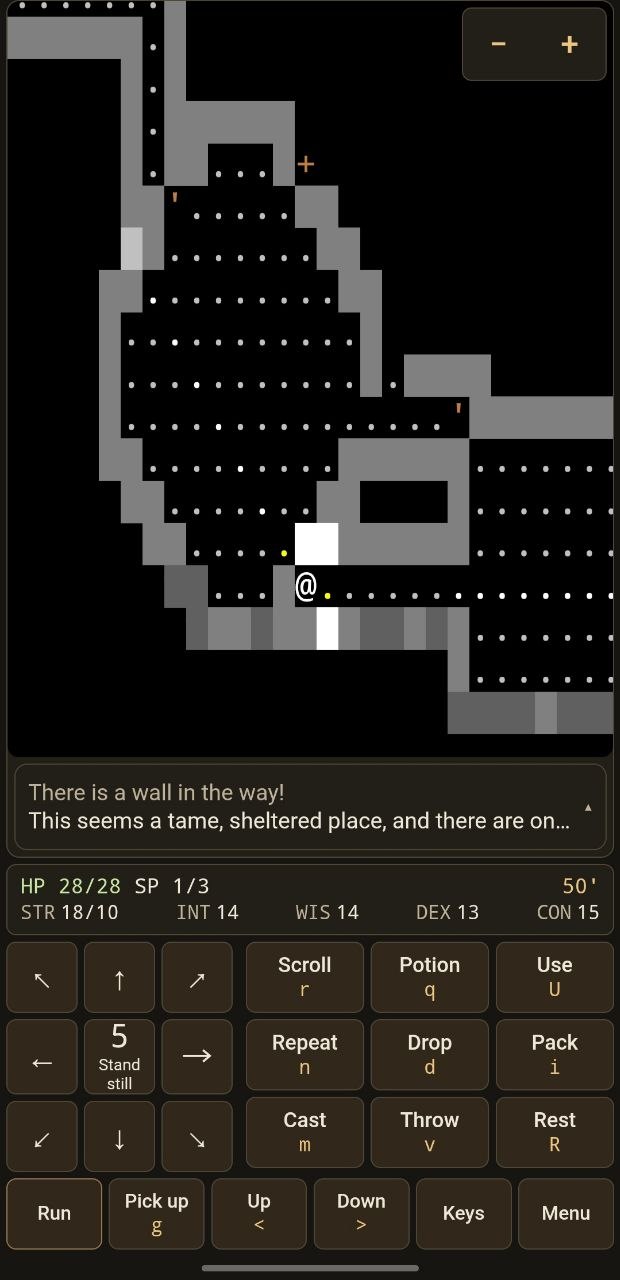 - +
+
'
'
@
There is a wall in the way!
This seems a tame, sheltered place, and there are on...
HP 28/28 SP 1/3 50'
STR 18/10 INT 14 WIS 14 DEX 13 CON 15
↖ ↑ ↗ Scroll Potion Use
r q U
← 5 Stand still → Repeat Drop Pack
n d i
↙ ↓ ↘ Cast Throw Rest
m v R
Run Pick up Up Down Keys Menu
g < >